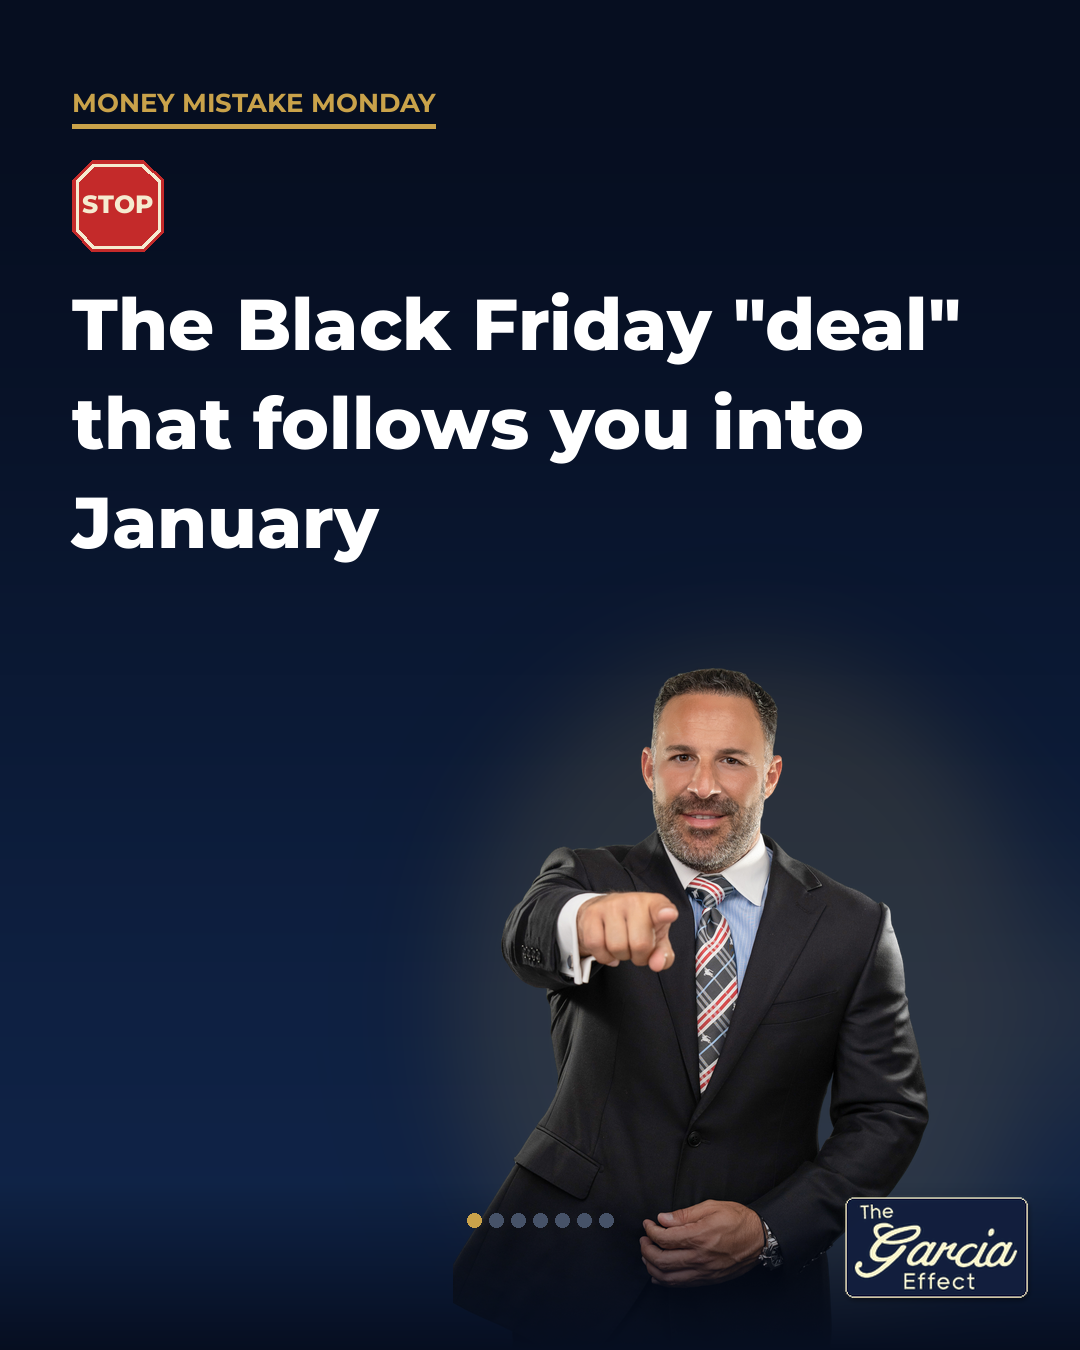 MONEY MISTAKE MONDAY
STOP
The Black Friday "deal"
that follows you into
January
The
Garcia
Effect